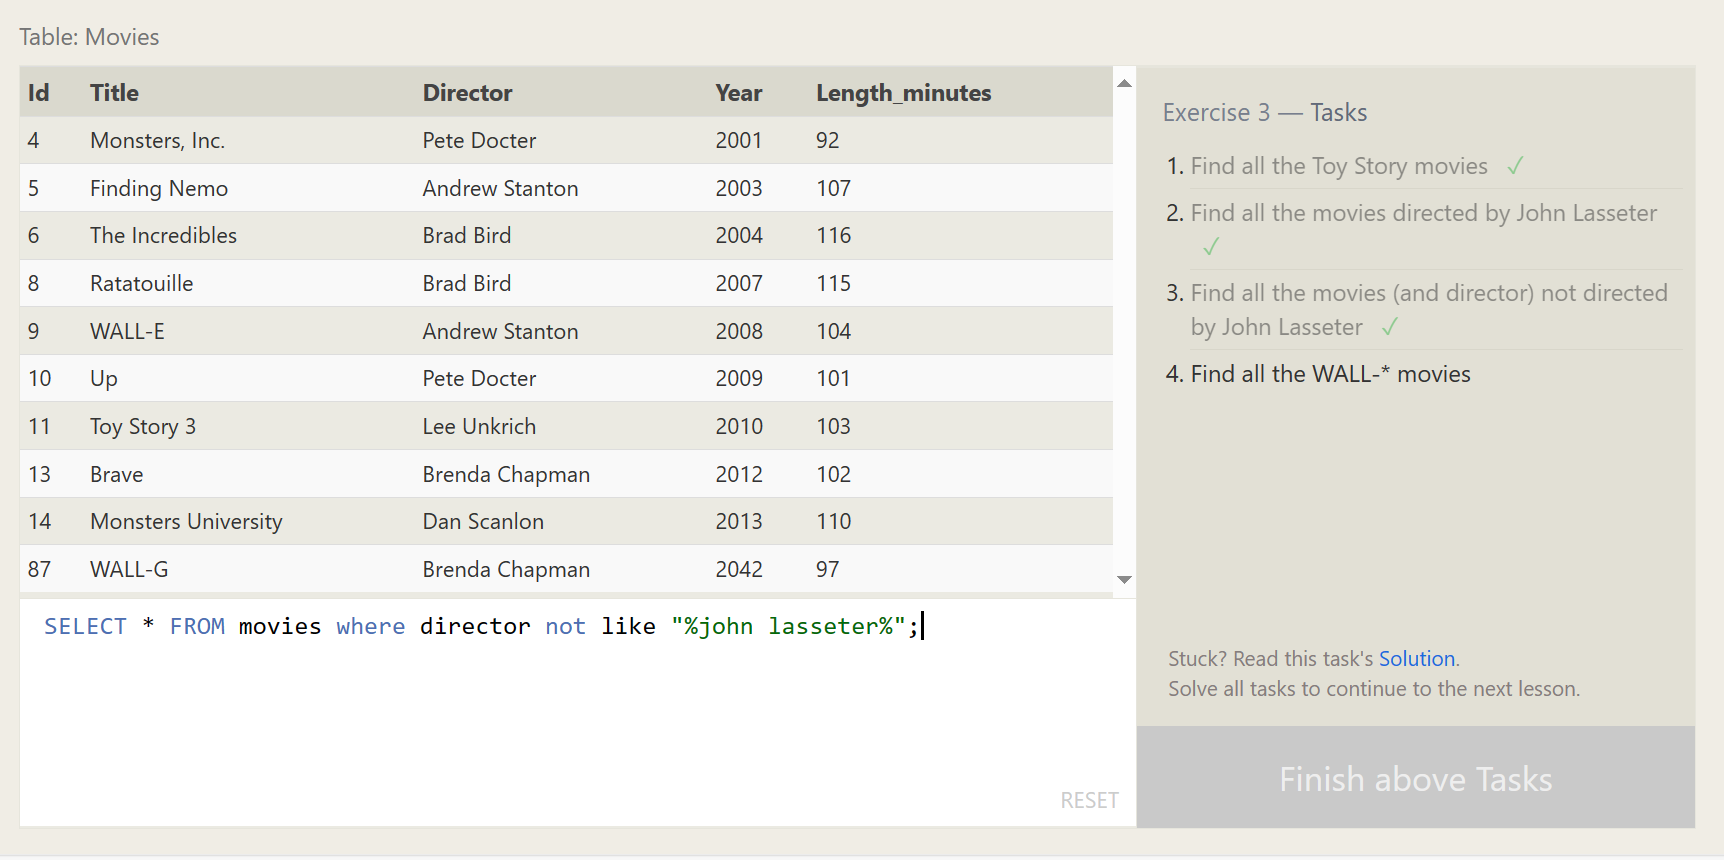 Table: Movies
Id Title Director Year Length_minutes
4 Monsters, Inc. Pete Docter 2001 92
5 Finding Nemo Andrew Stanton 2003 107
6 The Incredibles Brad Bird 2004 116
8 Ratatouille Brad Bird 2007 115
9 WALL-E Andrew Stanton 2008 104
10 Up Pete Docter 2009 101
11 Toy Story 3 Lee Unkrich 2010 103
13 Brave Brenda Chapman 2012 102
14 Monsters University Dan Scanlon 2013 110
87 WALL-G Brenda Chapman 2042 97
SELECT * FROM movies where director not like "%john lasseter%";
RESET
Exercise 3 — Tasks
1. Find all the Toy Story movies ✓
2. Find all the movies directed by John Lasseter
✓
3. Find all the movies (and director) not directed
by John Lasseter ✓
4. Find all the WALL-* movies
Stuck? Read this task's Solution.
Solve all tasks to continue to the next lesson.
Finish above Tasks